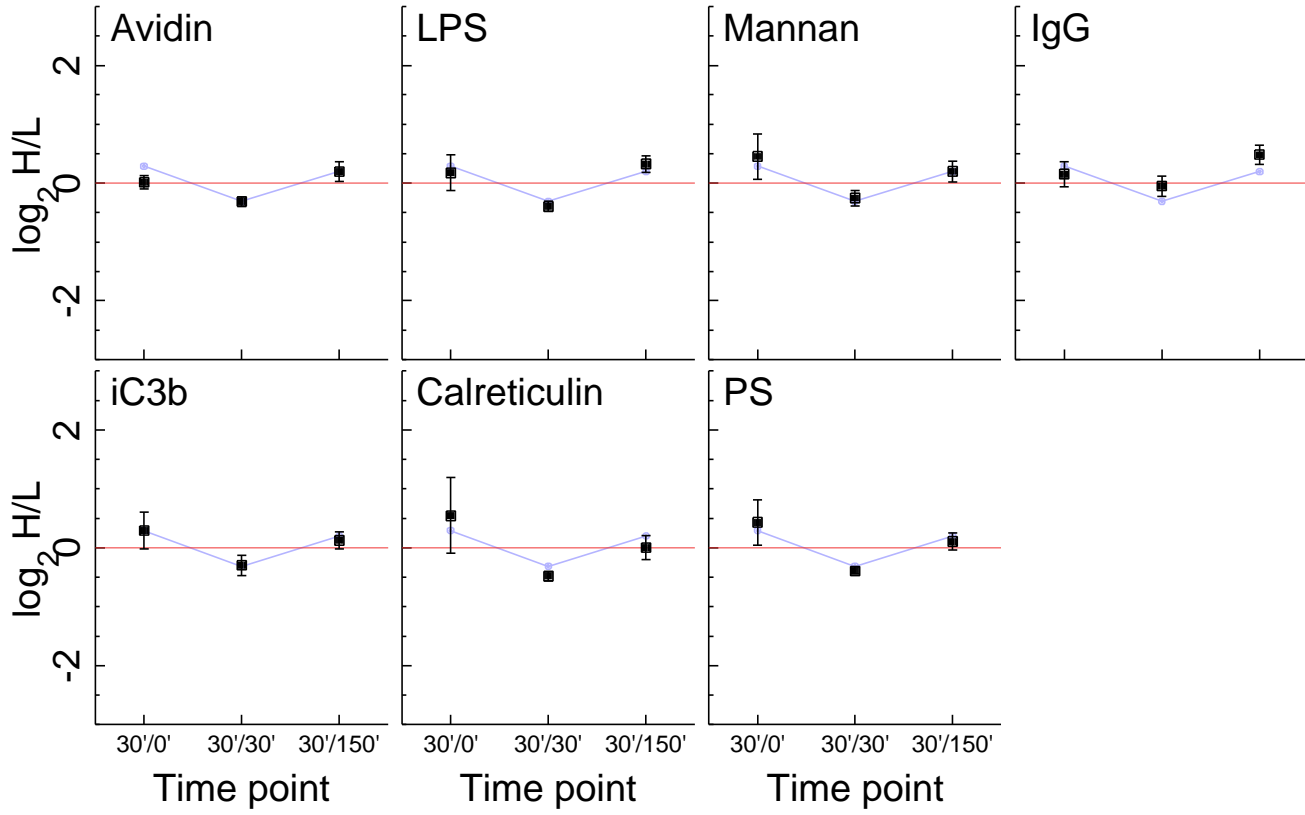 Avidin
LPS
Mannan
IgG
log2 H/L
2
0
-2
iC3b
Calreticulin
PS
log2 H/L
2
0
-2
30'/0' 30'/30' 30'/150'
30'/0' 30'/30' 30'/150'
30'/0' 30'/30' 30'/150'
Time point
Time point
Time point